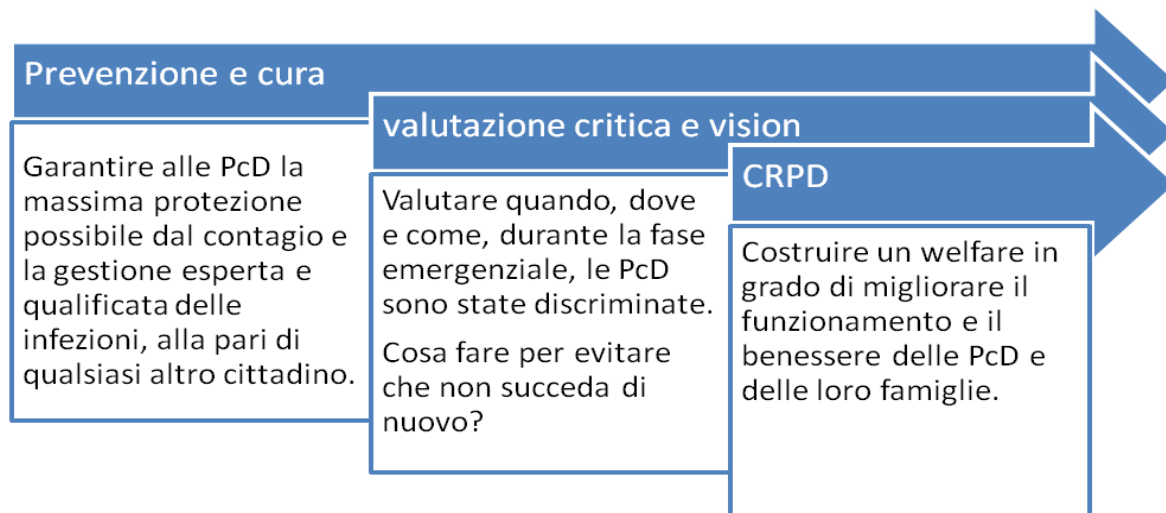 Prevenzione e cura
Garantire alle PcD la
massima protezione
possibile dal contagio e
la gestione esperta e
qualificata delle
infezioni, alla pari di
qualsiasi altro cittadino.
valutazione critica e vision
Valutare quando, dove
e come, durante la fase
emergenziale, le PcD
sono state discriminate.
Cosa fare per evitare
che non succeda di
nuovo?
CRPD
Costruire un welfare in
grado di migliorare il
funzionamento e il
benessere delle PcD e
delle loro famiglie.